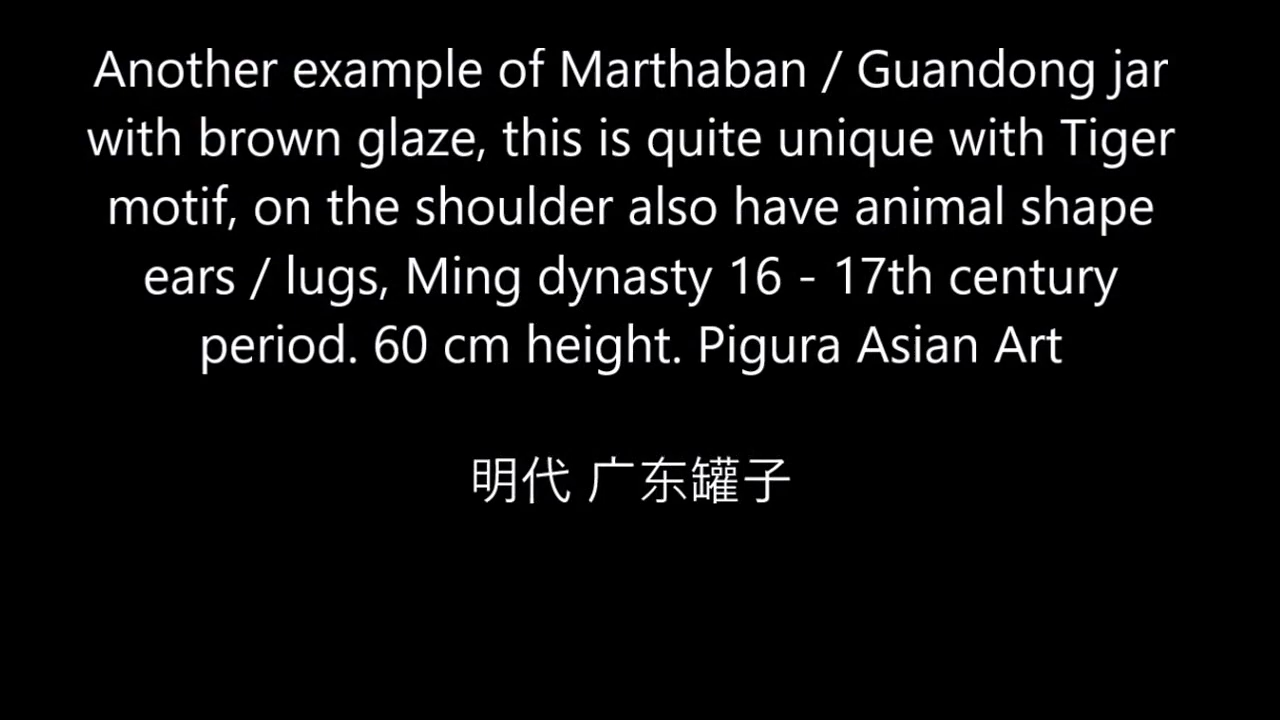 Another example of Marthaban / Guandong jar
with brown glaze, this is quite unique with Tiger
motif, on the shoulder also have animal shape
ears / lugs, Ming dynasty 16 - 17th century
period. 60 cm height. Pigura Asian Art
明代 广东罐子